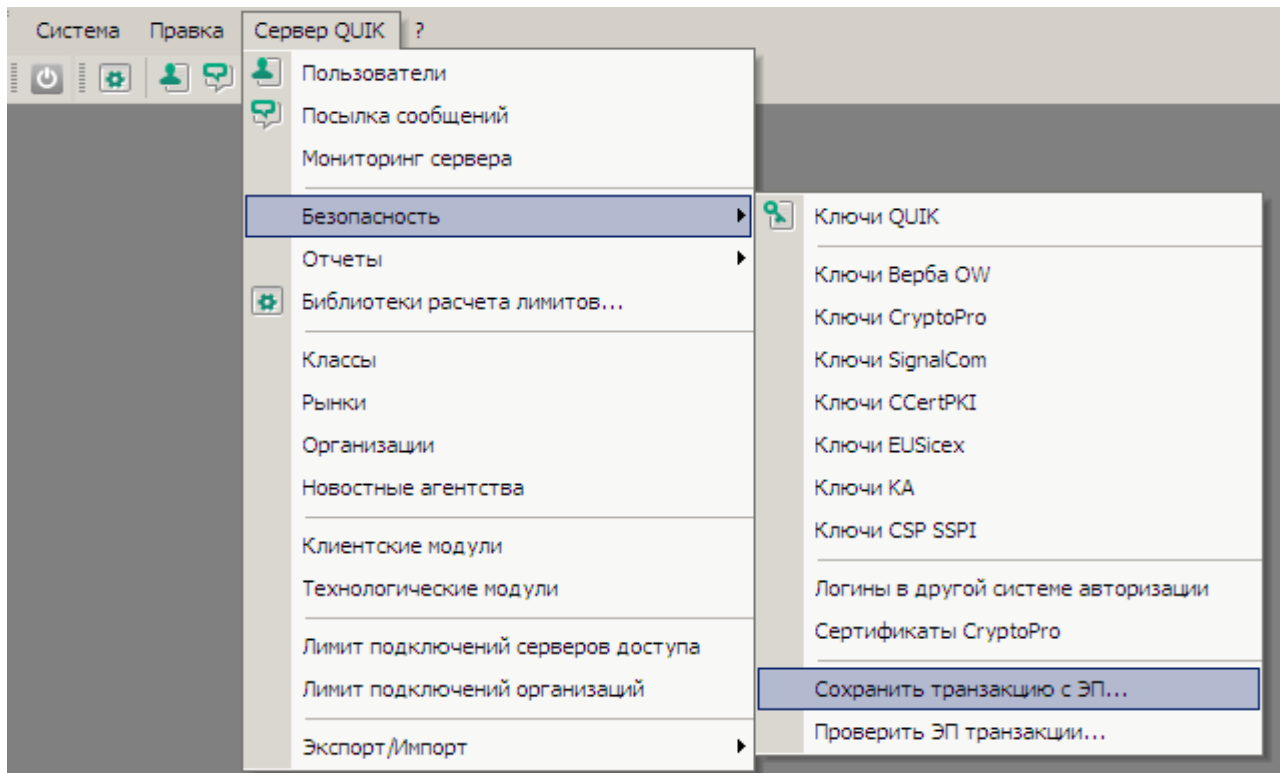 Система Правка Сервер QUIK ?
Пользователи
Посылка сообщений
Мониторинг сервера
Безопасность
Отчеты
Библиотеки расчета лимитов...
Классы
Рынки
Организации
Новостные агентства
Клиентские модули
Технологические модули
Лимит подключений серверов доступа
Лимит подключений организаций
Экспорт/Импорт
Ключи QUIK
Ключи Верба OW
Ключи CryptoPro
Ключи SignalCom
Ключи CCertPKI
Ключи EUSicex
Ключи КА
Ключи CSP SSPI
Логины в другой системе авторизации
Сертификаты CryptoPro
Сохранить транзакцию с ЭП...
Проверить ЭП транзакции...